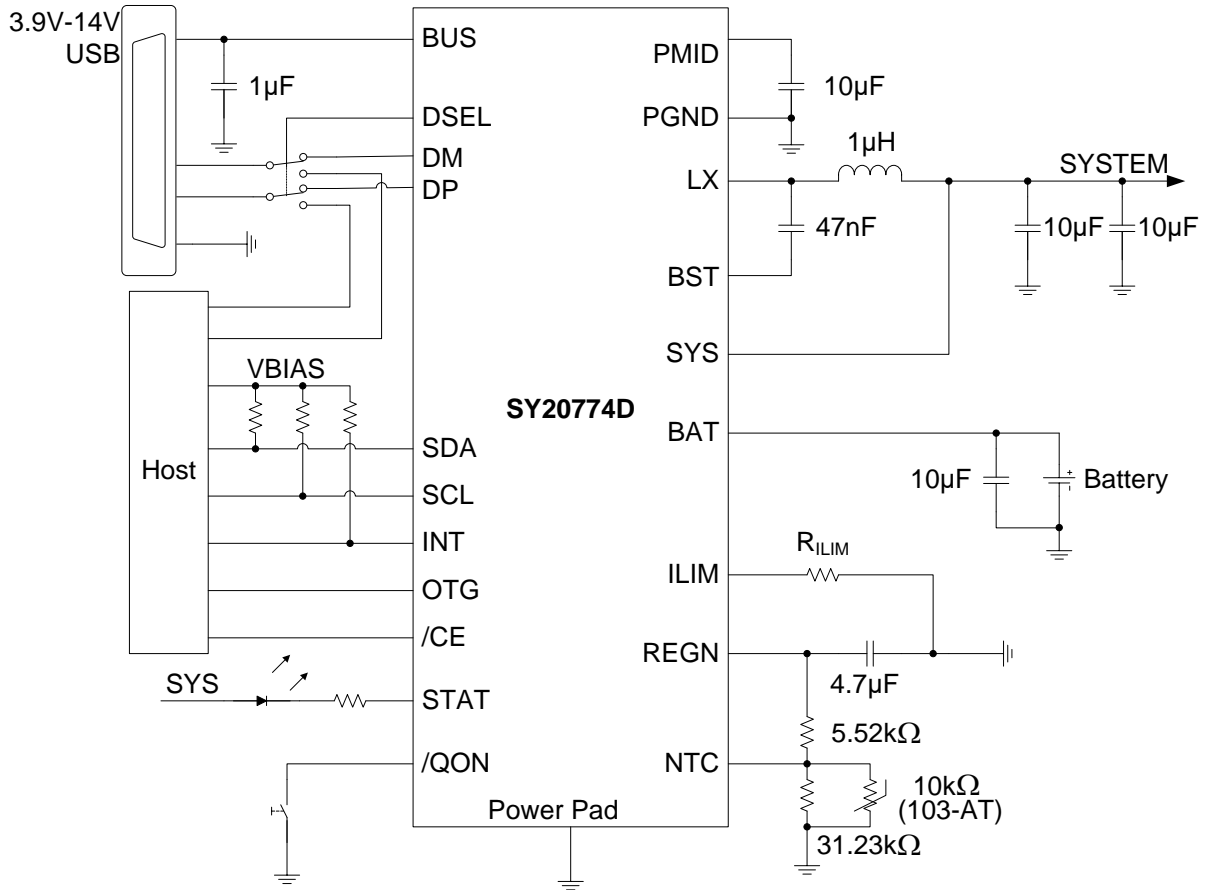 3.9V-14V
USB
1µF
BUS
DSEL
DM
DP
PMID
10µF
PGND
1µH
LX
SYSTEM
47nF
10µF
10µF
BST
SYS
VBIAS
SY20774D
BAT
Host
SDA
10µF
Battery
+
-
SCL
INT
RILIM
ILIM
OTG
/CE
REGN
4.7µF
SYS
STAT
5.52kΩ
/QON
NTC
10kΩ
(103-AT)
Power Pad
31.23kΩ